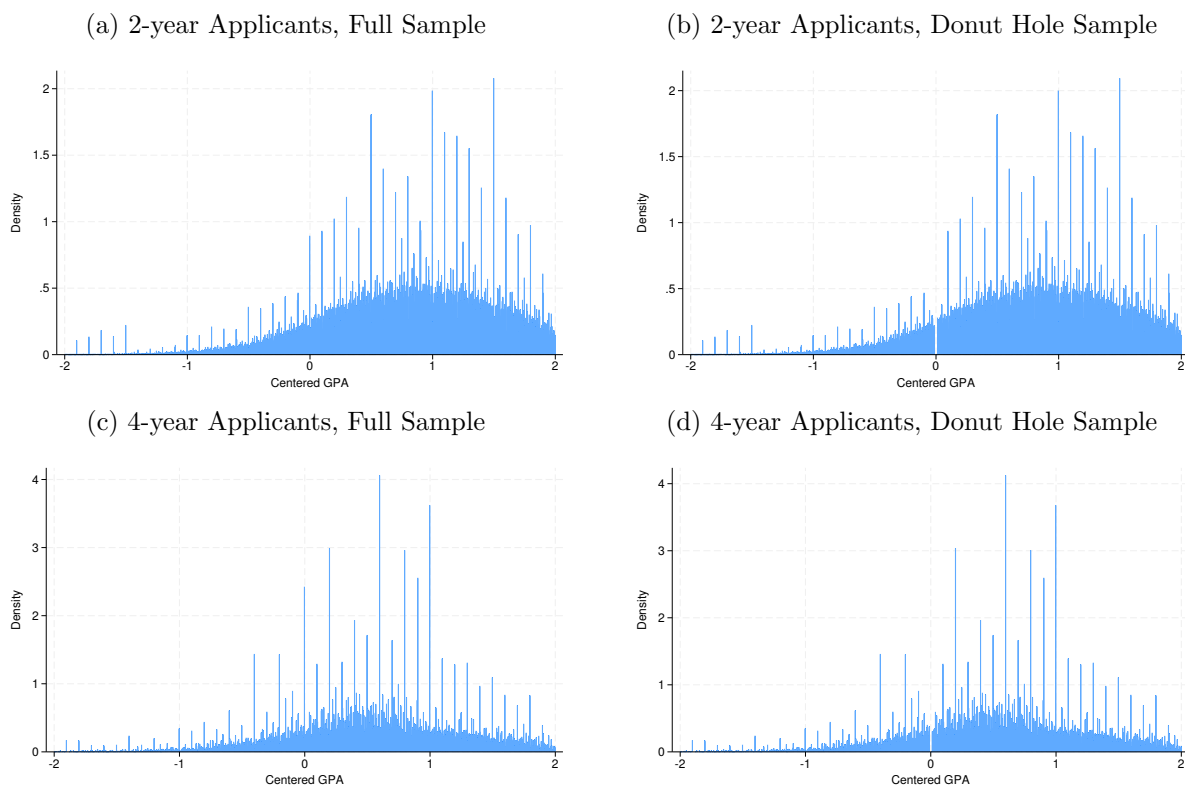 (a) 2-year Applicants, Full Sample
2
1.5
1
.5
0
Density
-2 -1 0 1 2
Centered GPA
(b) 2-year Applicants, Donut Hole Sample
2
1.5
1
.5
0
Density
-2 -1 0 1 2
Centered GPA
(c) 4-year Applicants, Full Sample
4
3
2
1
0
Density
-2 -1 0 1 2
Centered GPA
(d) 4-year Applicants, Donut Hole Sample
4
3
2
1
0
Density
-2 -1 0 1 2
Centered GPA